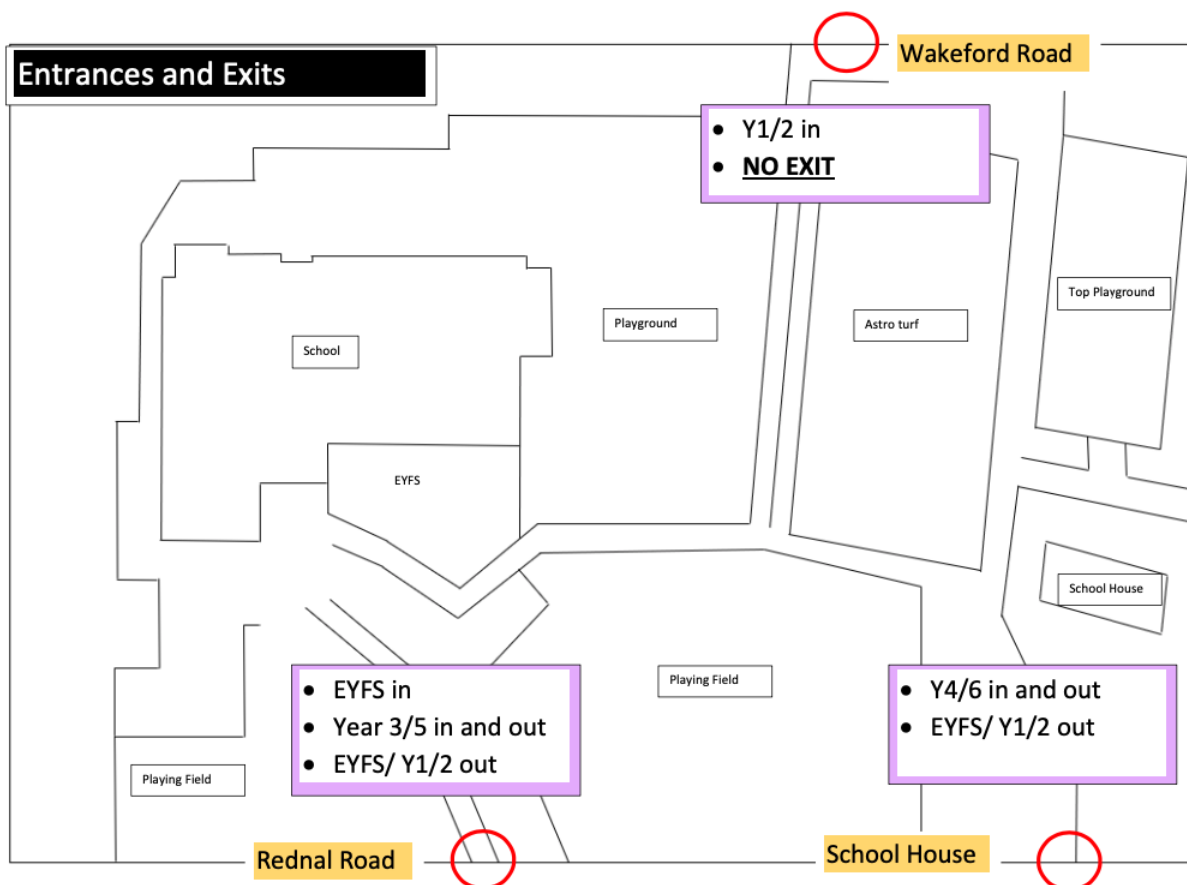 Entrances and Exits
Wakeford Road
• Y1/2 in
• NO EXIT
Top Playground
Playground
Astro turf
School
EYFS
School House
• EYFS in
• Year 3/5 in and out
• EYFS/ Y1/2 out
Playing Field
• Y4/6 in and out
• EYFS/ Y1/2 out
Playing Field
Rednal Road
School House